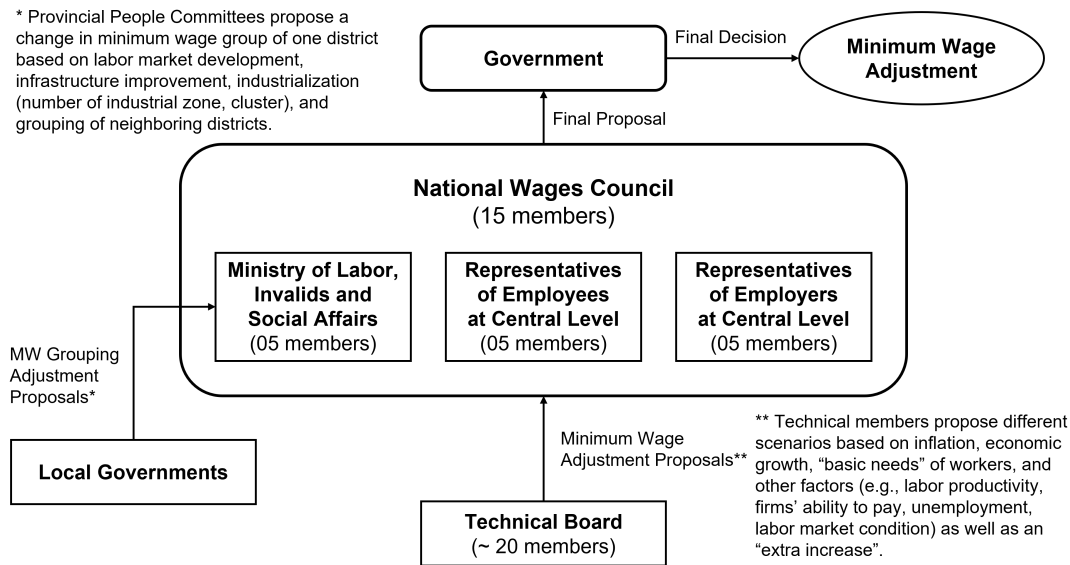 * Provincial People Committees propose a
change in minimum wage group of one district
based on labor market development,
infrastructure improvement, industrialization
(number of industrial zone, cluster), and
grouping of neighboring districts.
Government
Final Decision
Minimum Wage
Adjustment
Final Proposal
National Wages Council
(15 members)
Ministry of Labor,
Invalids and
Social Affairs
(05 members)
Representatives
of Employees
at Central Level
(05 members)
Representatives
of Employers
at Central Level
(05 members)
MW Grouping
Adjustment
Proposals*
Local Governments
Minimum Wage
Adjustment Proposals**
Technical Board
(~ 20 members)
** Technical members propose different
scenarios based on inflation, economic
growth, “basic needs” of workers, and
other factors (e.g., labor productivity,
firms’ ability to pay, unemployment,
labor market condition) as well as an
“extra increase”.